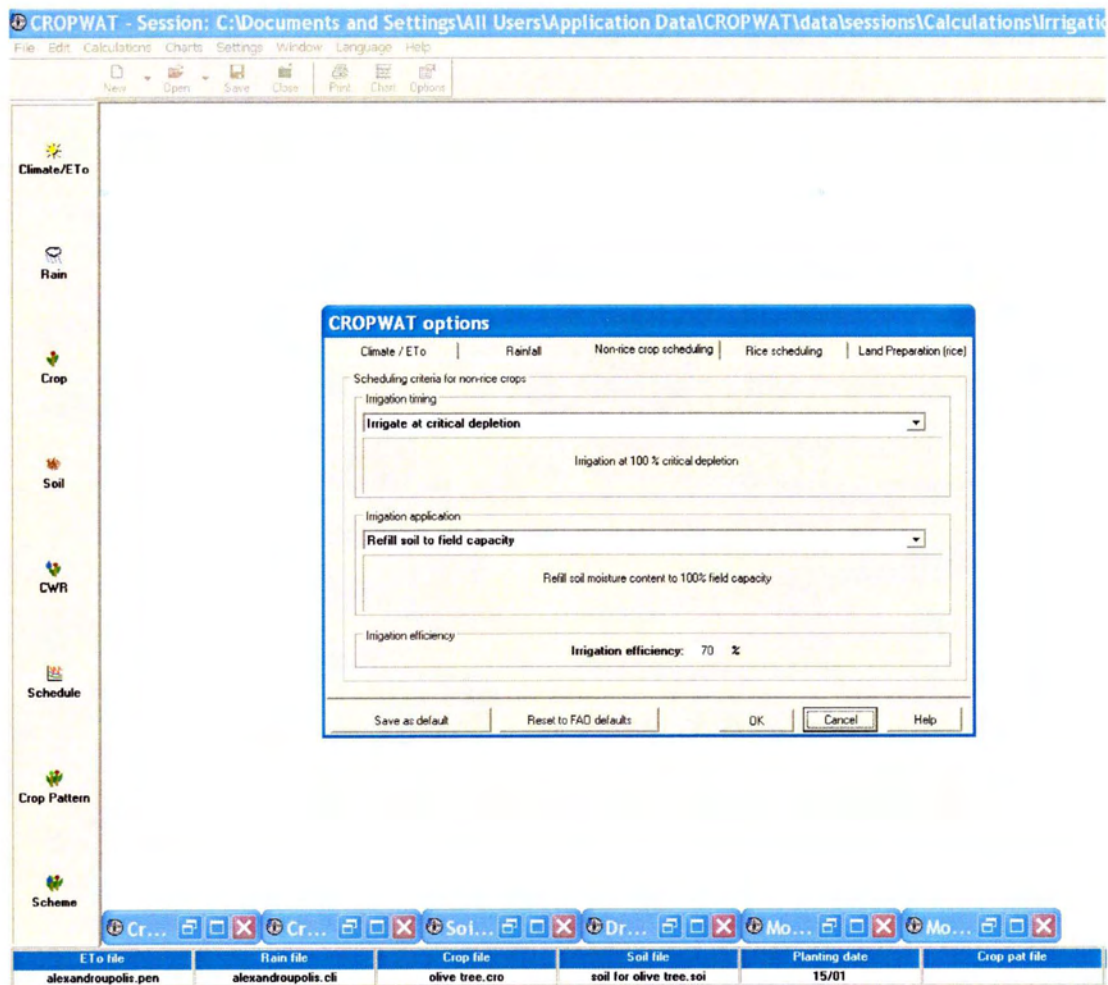 CROPWAT - Session: C:\Documents and Settings\All Users\Application Data\CROPWAT\data\sessions\Calculations\Irrigatio
File Edit Calculations Charts Settings Window Language Help
New Open Save Close Print Chart Options
Climate/ETo
Rain
Crop
Soil
CWR
Schedule
Crop Pattern
Scheme
CROPWAT options
Climate / ETo Rainfall Non-rice crop scheduling Rice scheduling Land Preparation (rice)
Scheduling criteria for non-rice crops
Irrigation timing
Irrigate at critical depletion
Irrigation at 100 % critical depletion
Irrigation application
Refill soil to field capacity
Refill soil moisture content to 100% field capacity
Irrigation efficiency
Irrigation efficiency: 70 %
Save as default Reset to FAO defaults OK Cancel Help
Cr... Cr... Soi... Dr... Mo... Mo...
ETo file Rain file Crop file Soil file Planting date Crop pat file
alexandroupolis.pen alexandroupolis.cli olive tree.cro soil for olive tree.soi 15/01